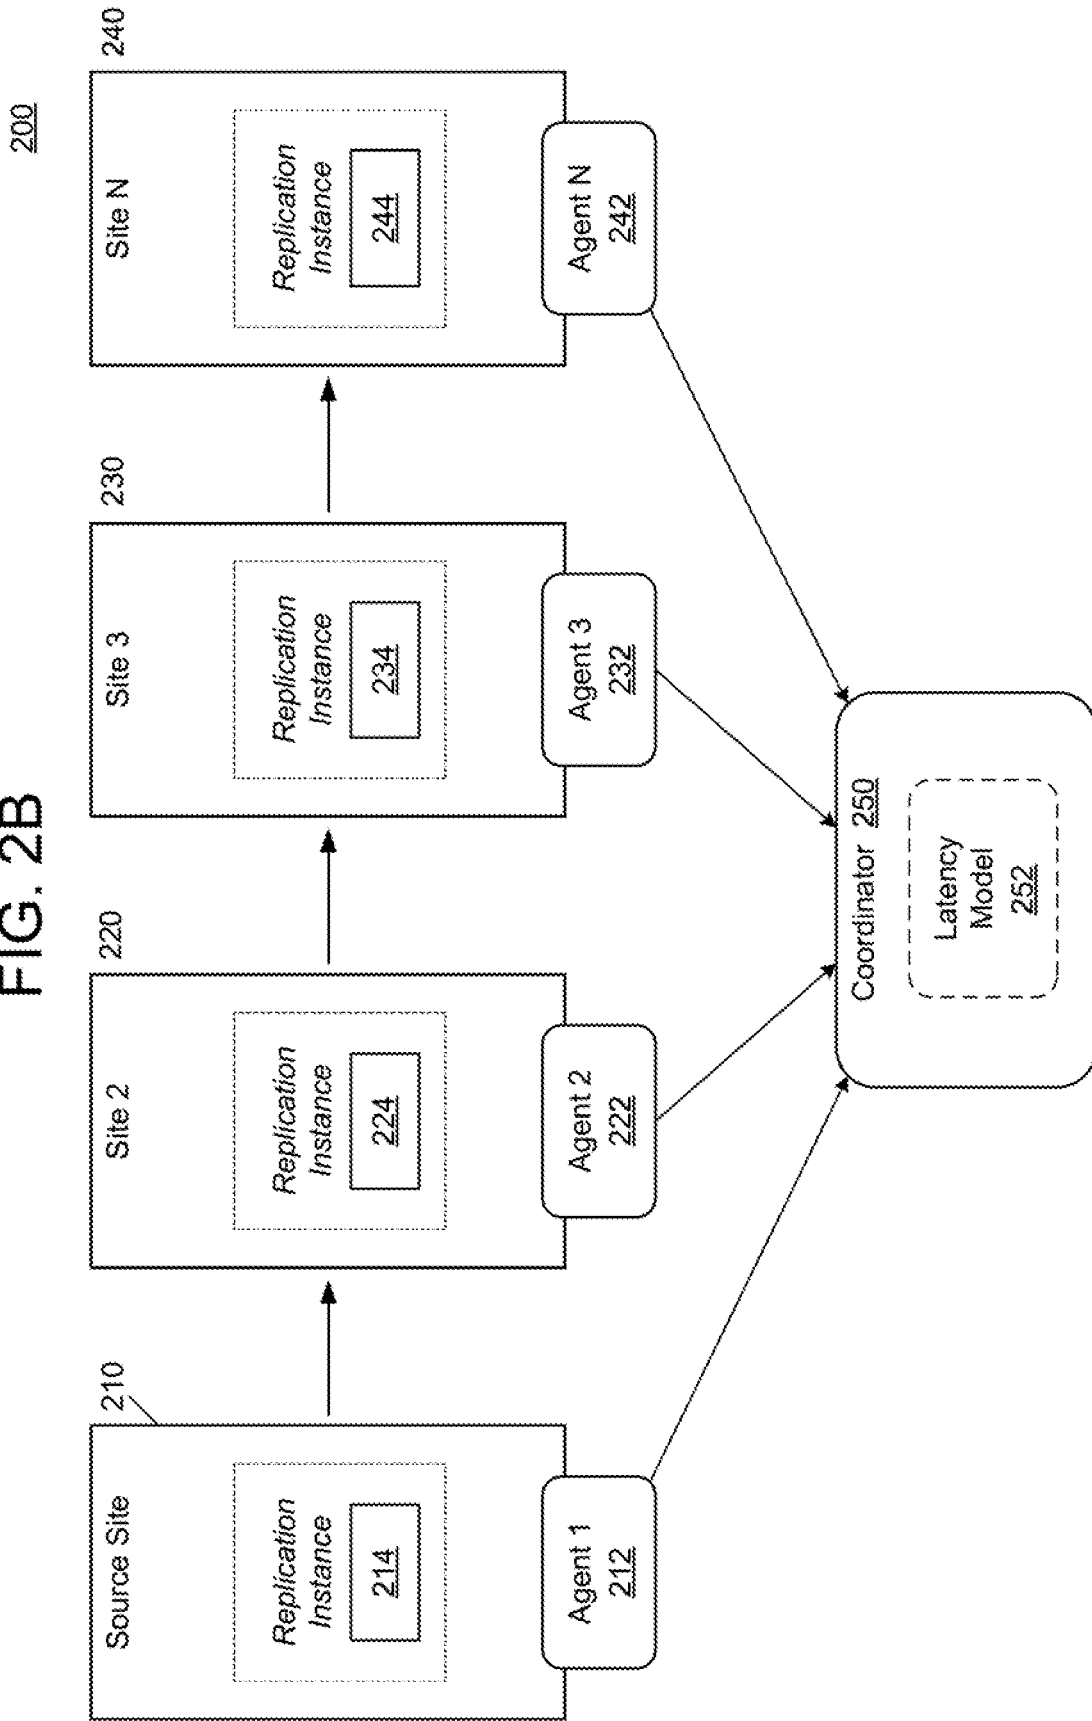 FIG. 2B
200
210
220
230
240
Source Site
Replication
Instance
214
Agent 1
212
Site 2
Replication
Instance
224
Agent 2
222
Site 3
Replication
Instance
234
Agent 3
232
Site N
Replication
Instance
244
Agent N
242
Coordinator 250
Latency
Model
252